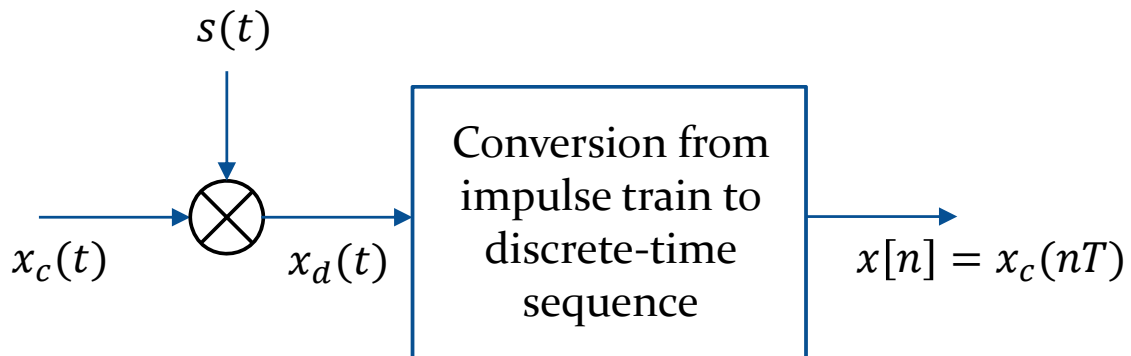 s(t)
Conversion from
impulse train to
discrete-time
sequence
x_c(t)
x_d(t)
x[n] = x_c(nT)